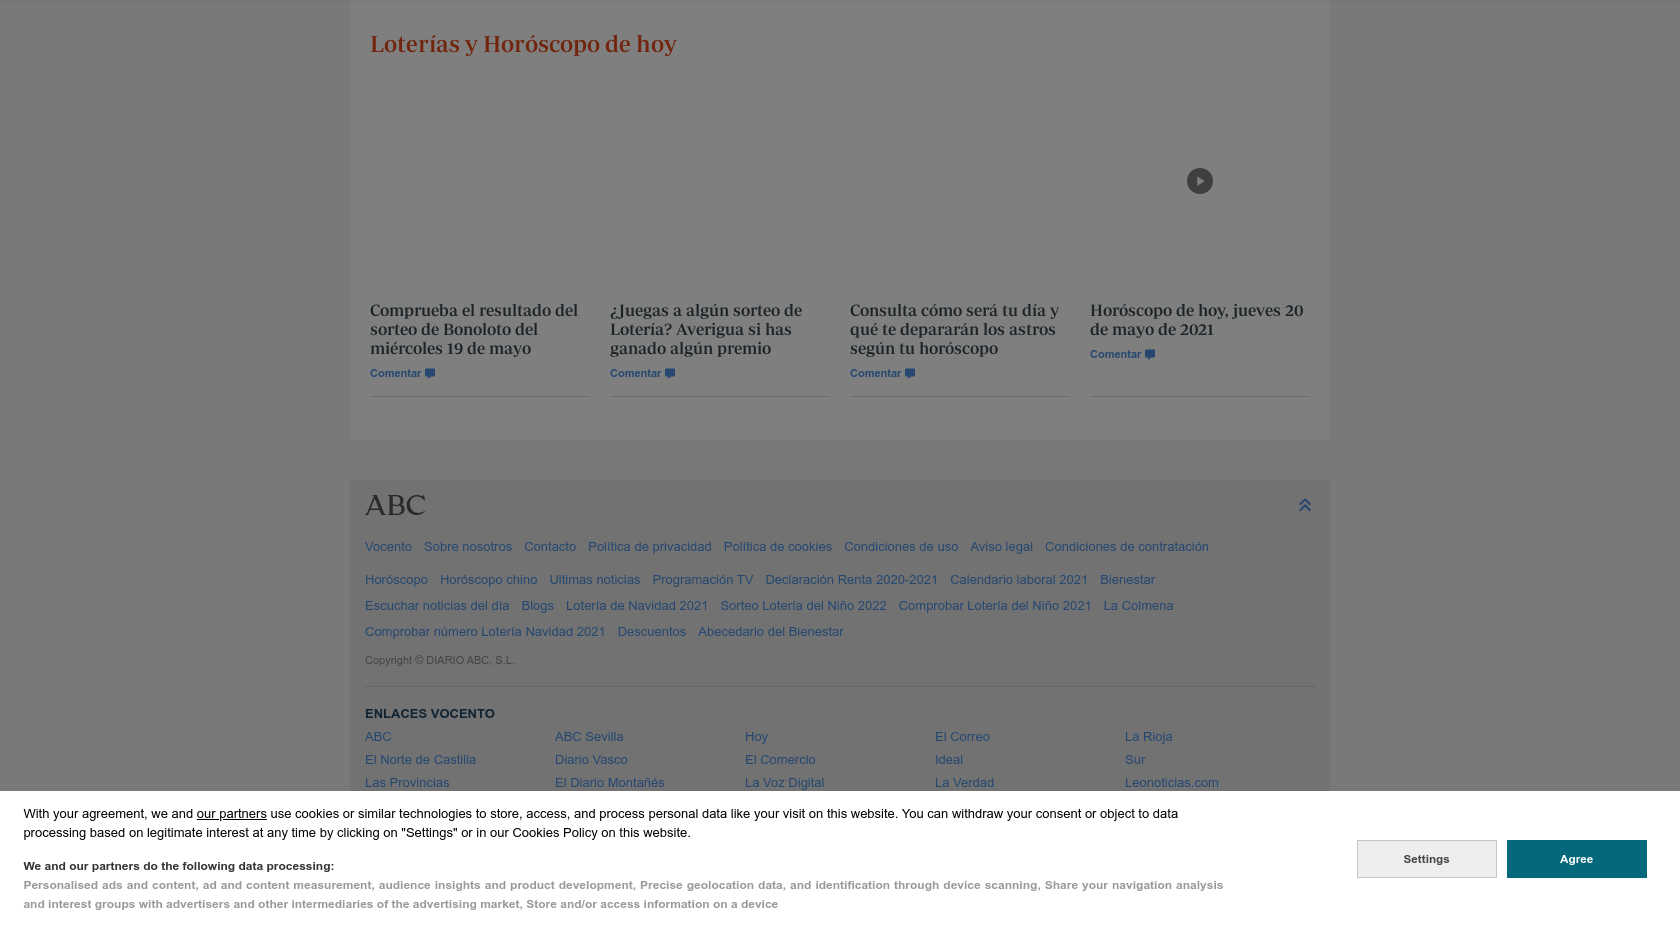 Loterías y Horóscopo de hoy
Comprueba el resultado del
sorteo de Bonoloto del
miércoles 19 de mayo
Comentar
¿Juegas a algún sorteo de
Lotería? Averigua si has
ganado algún premio
Comentar
Consulta cómo será tu día y
qué te depararán los astros
según tu horóscopo
Comentar
Horóscopo de hoy, jueves 20
de mayo de 2021
Comentar
ABC
Vocento Sobre nosotros Contacto Política de privacidad Política de cookies Condiciones de uso Aviso legal Condiciones de contratación
Horóscopo Horóscopo chino Ultimas noticias Programación TV Declaración Renta 2020-2021 Calendario laboral 2021 Bienestar
Escuchar noticias del día Blogs Lotería de Navidad 2021 Sorteo Lotería del Niño 2022 Comprobar Lotería del Niño 2021 La Colmena
Comprobar número Lotería Navidad 2021 Descuentos Abecedario del Bienestar
Copyright © DIARIO ABC, S.L.
ENLACES VOCENTO
ABC ABC Sevilla Hoy El Correo La Rioja
El Norte de Castilla Diario Vasco El Comercio Ideal Sur
Las Provincias El Diario Montañés La Voz Digital La Verdad Leonoticias.com
With your agreement, we and our partners use cookies or similar technologies to store, access, and process personal data like your visit on this website. You can withdraw your consent or object to data
processing based on legitimate interest at any time by clicking on "Settings" or in our Cookies Policy on this website.
We and our partners do the following data processing:
Personalised ads and content, ad and content measurement, audience insights and product development, Precise geolocation data, and identification through device scanning, Share your navigation analysis
and interest groups with advertisers and other intermediaries of the advertising market, Store and/or access information on a device
Settings
Agree